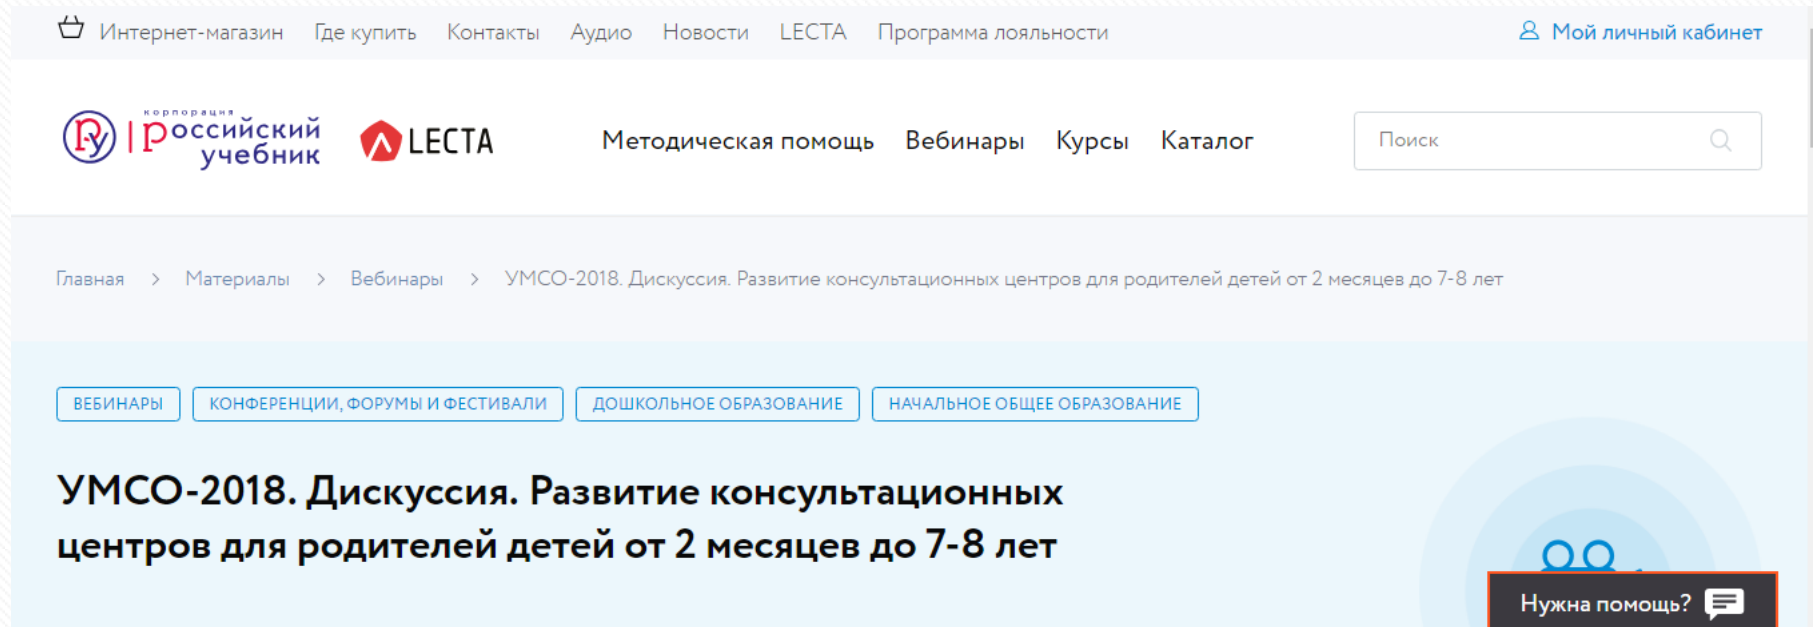 Интернет-магазин Где купить Контакты Аудио Новости LECTA Программа лояльности Мой личный кабинет
корпорация
российский
учебник
LECTA
Методическая помощь Вебинары Курсы Каталог Поиск
Главная > Материалы > Вебинары > УМСО-2018. Дискуссия. Развитие консультационных центров для родителей детей от 2 месяцев до 7-8 лет
ВЕБИНАРЫ КОНФЕРЕНЦИИ, ФОРУМЫ И ФЕСТИВАЛИ ДОШКОЛЬНОЕ ОБРАЗОВАНИЕ НАЧАЛЬНОЕ ОБЩЕЕ ОБРАЗОВАНИЕ
УМСО-2018. Дискуссия. Развитие консультационных
центров для родителей детей от 2 месяцев до 7-8 лет
Нужна помощь?